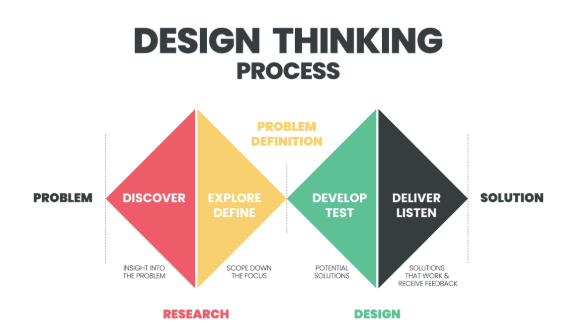 DESIGN THINKING
PROCESS
PROBLEM
DEFINITION
PROBLEM
DISCOVER
EXPLORE
DEFINE
DEVELOP
TEST
DELIVER
LISTEN
SOLUTION
INSIGHT INTO
THE PROBLEM
SCOPE DOWN
THE FOCUS
POTENTIAL
SOLUTIONS
SOLUTIONS
THAT WORK &
RECEIVE FEEDBACK
RESEARCH
DESIGN